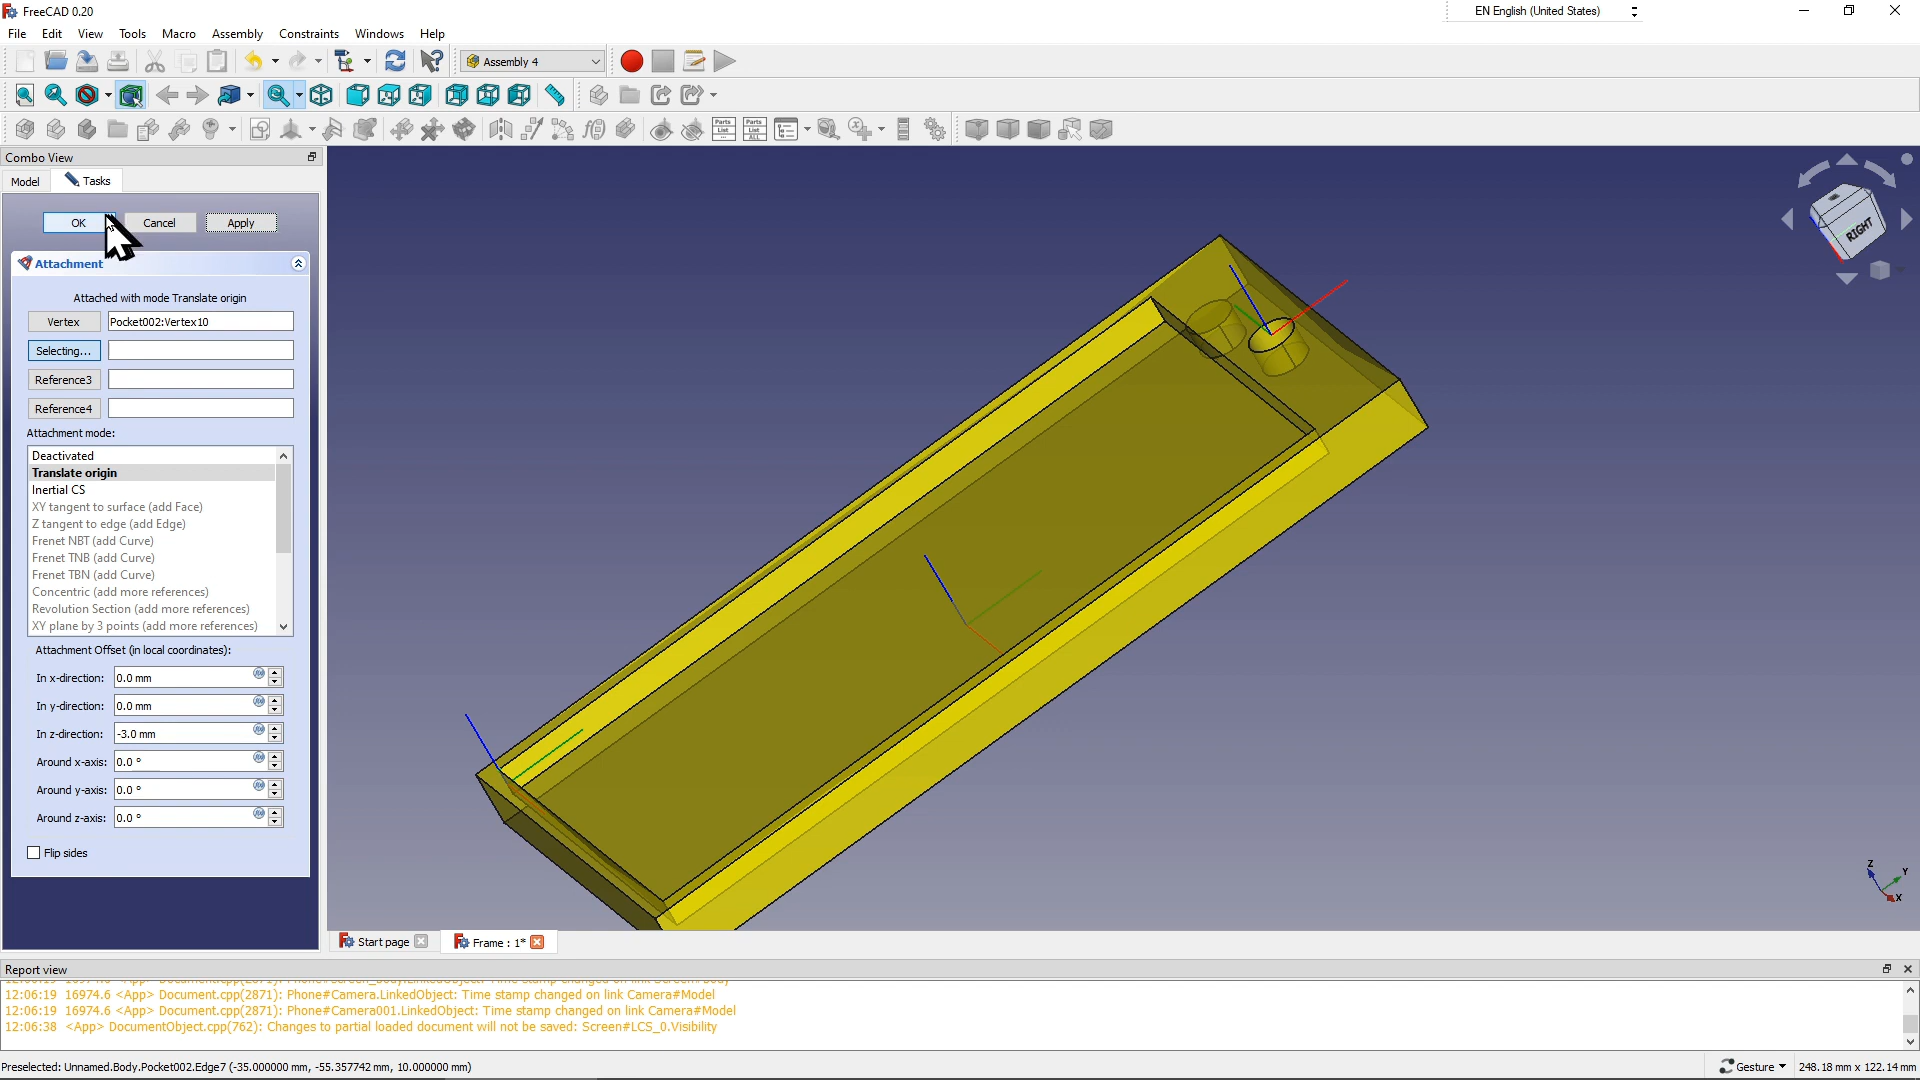 FreeCAD 0.20
EN English (United States)
File Edit View Tools Macro Assembly Constraints Windows Help
Assembly 4
Parts List
Parts List ALL
Combo View
Model Tasks
OK Cancel Apply
Attachment
Attached with mode Translate origin
Vertex Pocket002:Vertex10
Selecting...
Reference3
Reference4
Attachment mode:
Deactivated
Translate origin
Inertial CS
XY tangent to surface (add Face)
Z tangent to edge (add Edge)
Frenet NBT (add Curve)
Frenet TNB (add Curve)
Frenet TBN (add Curve)
Concentric (add more references)
Revolution Section (add more references)
XY plane by 3 points (add more references)
Attachment Offset (in local coordinates):
In x-direction: 0.0 mm
In y-direction: 0.0 mm
In z-direction: -3.0 mm
Around x-axis: 0.0 °
Around y-axis: 0.0 °
Around z-axis: 0.0 °
Flip sides
RIGHT
Z
Y
X
Start page Frame : 1*
Report view
12:06:19 16974.6 <App> Document.cpp(2871): Phone#Camera.LinkedObject: Time stamp changed on link Camera#Model
12:06:19 16974.6 <App> Document.cpp(2871): Phone#Camera001.LinkedObject: Time stamp changed on link Camera#Model
12:06:38 <App> DocumentObject.cpp(762): Changes to partial loaded document will not be saved: Screen#LCS_0.Visibility
Preselected: Unnamed.Body.Pocket002.Edge7 (-35.000000 mm, -55.357742 mm, 10.000000 mm)
Gesture 248.18 mm x 122.14 mm